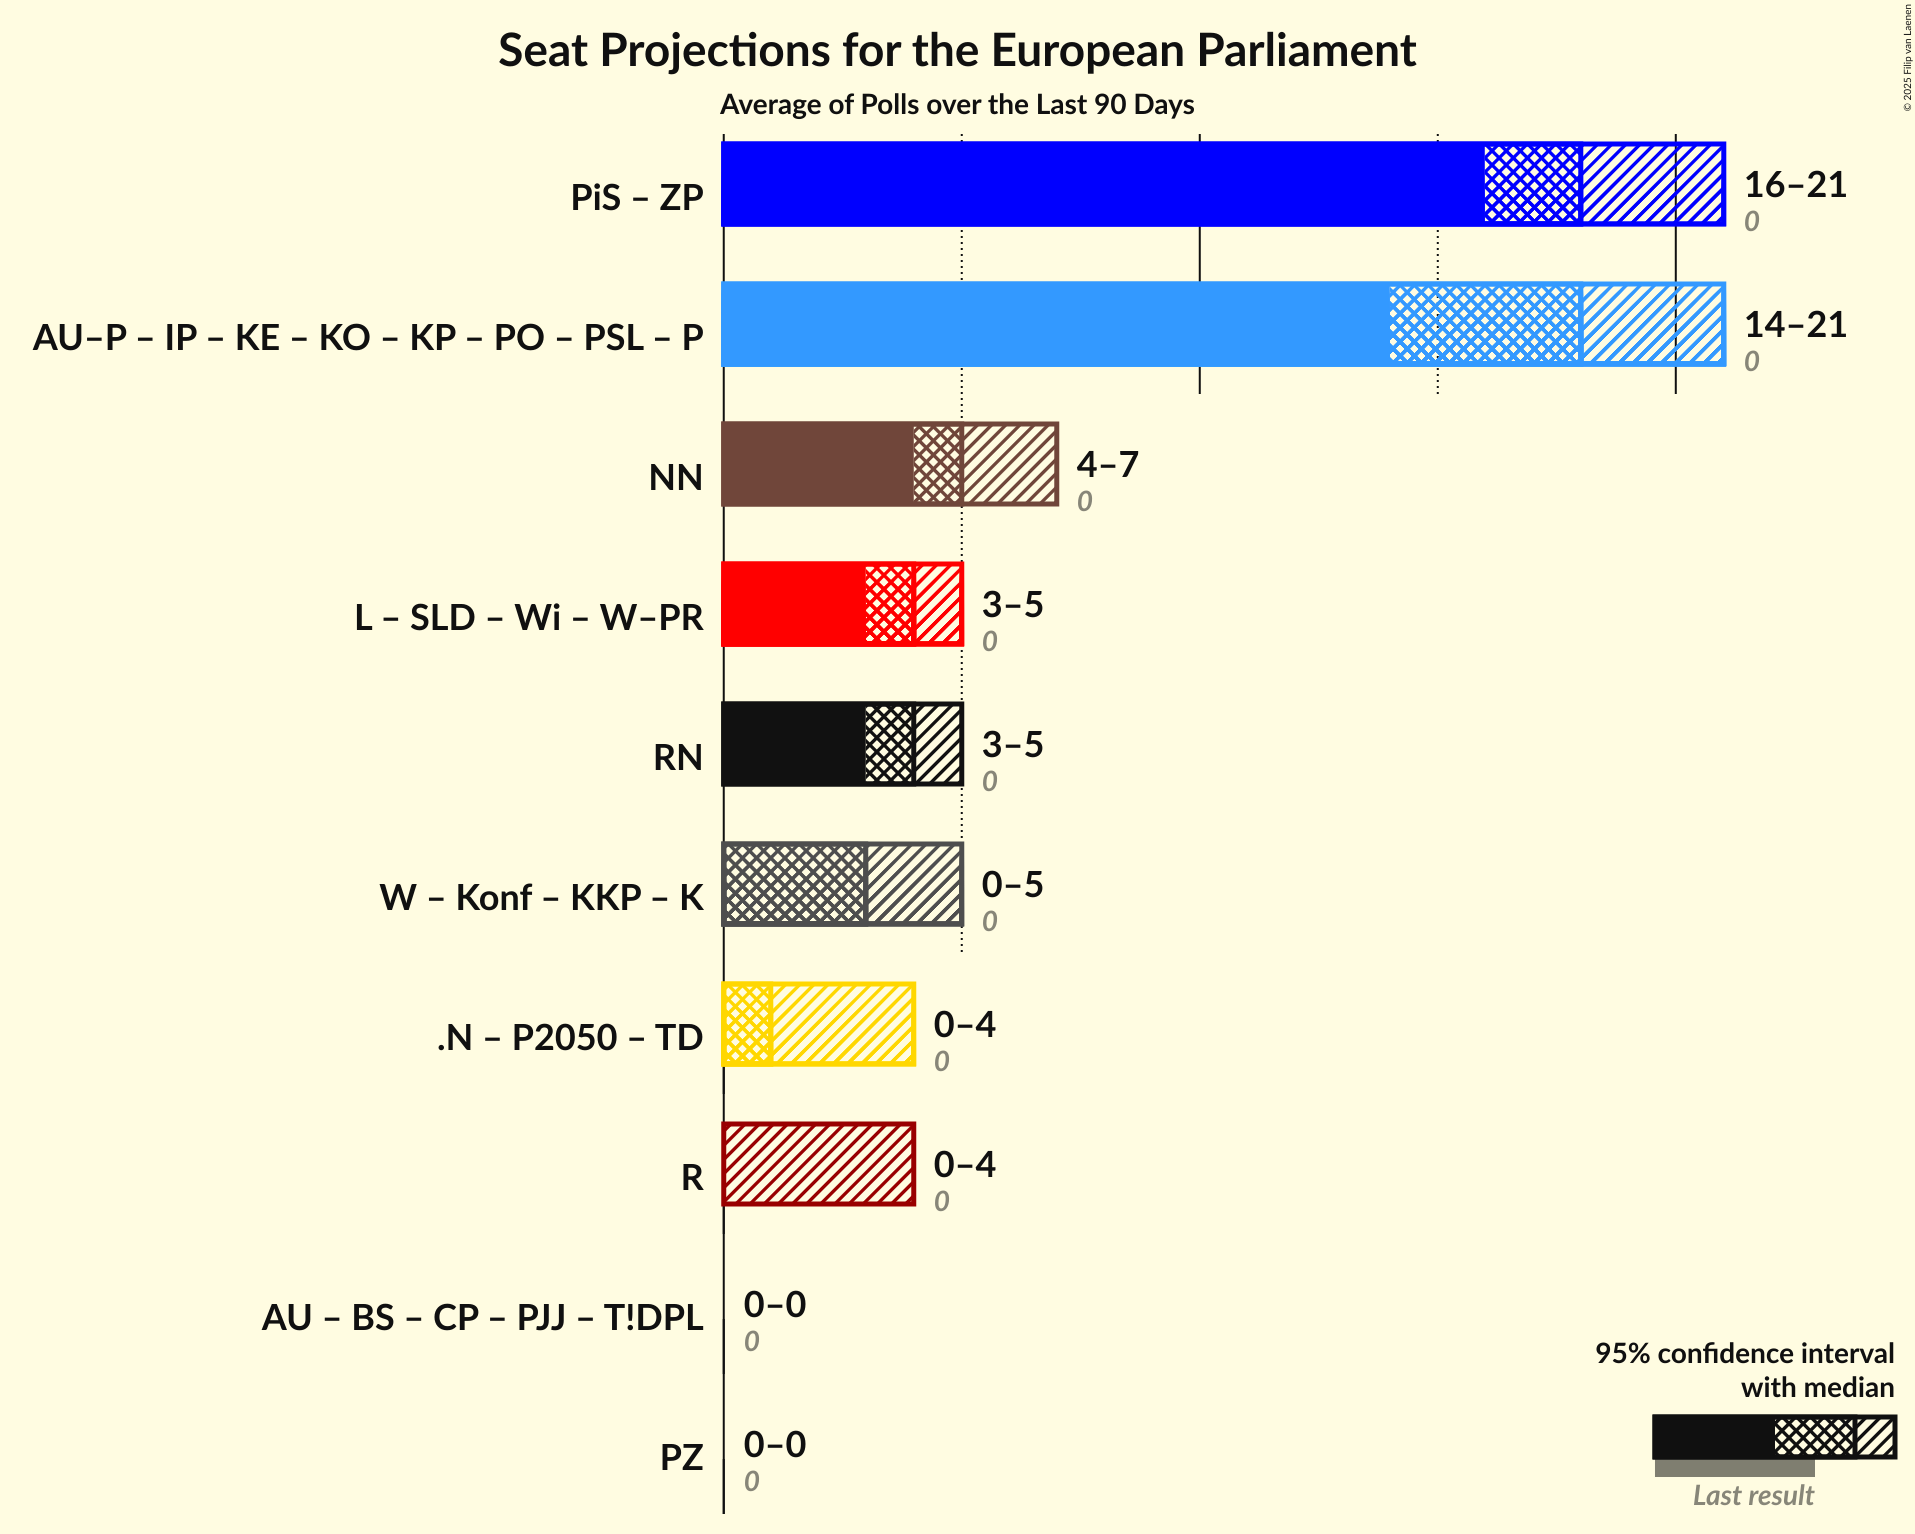 Seat Projections for the European Parliament
Average of Polls over the Last 90 Days
© 2025 Filip van Laenen
PiS – ZP
16–21
0
AU–P – IP – KE – KO – KP – PO – PSL – P
14–21
0
NN
4–7
0
L – SLD – Wi – W–PR
3–5
0
RN
3–5
0
W – Konf – KKP – K
0–5
0
.N – P2050 – TD
0–4
0
R
0–4
0
AU – BS – CP – PJJ – T!DPL
0–0
0
PZ
0–0
0
95% confidence interval
with median
Last result